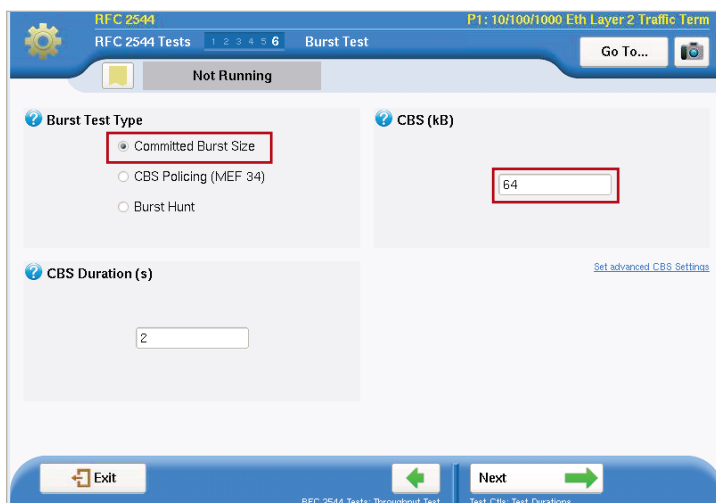 RFC 2544
P1: 10/100/1000 Eth Layer 2 Traffic Term
RFC 2544 Tests 1 2 3 4 5 6 Burst Test
Go To...
Not Running
Burst Test Type
Committed Burst Size
CBS Policing (MEF 34)
Burst Hunt
CBS (kB)
64
CBS Duration (s)
2
Set advanced CBS Settings
Exit
Next
RFC 2544 Tests: Throughput Test
Test Ctls: Test Durations